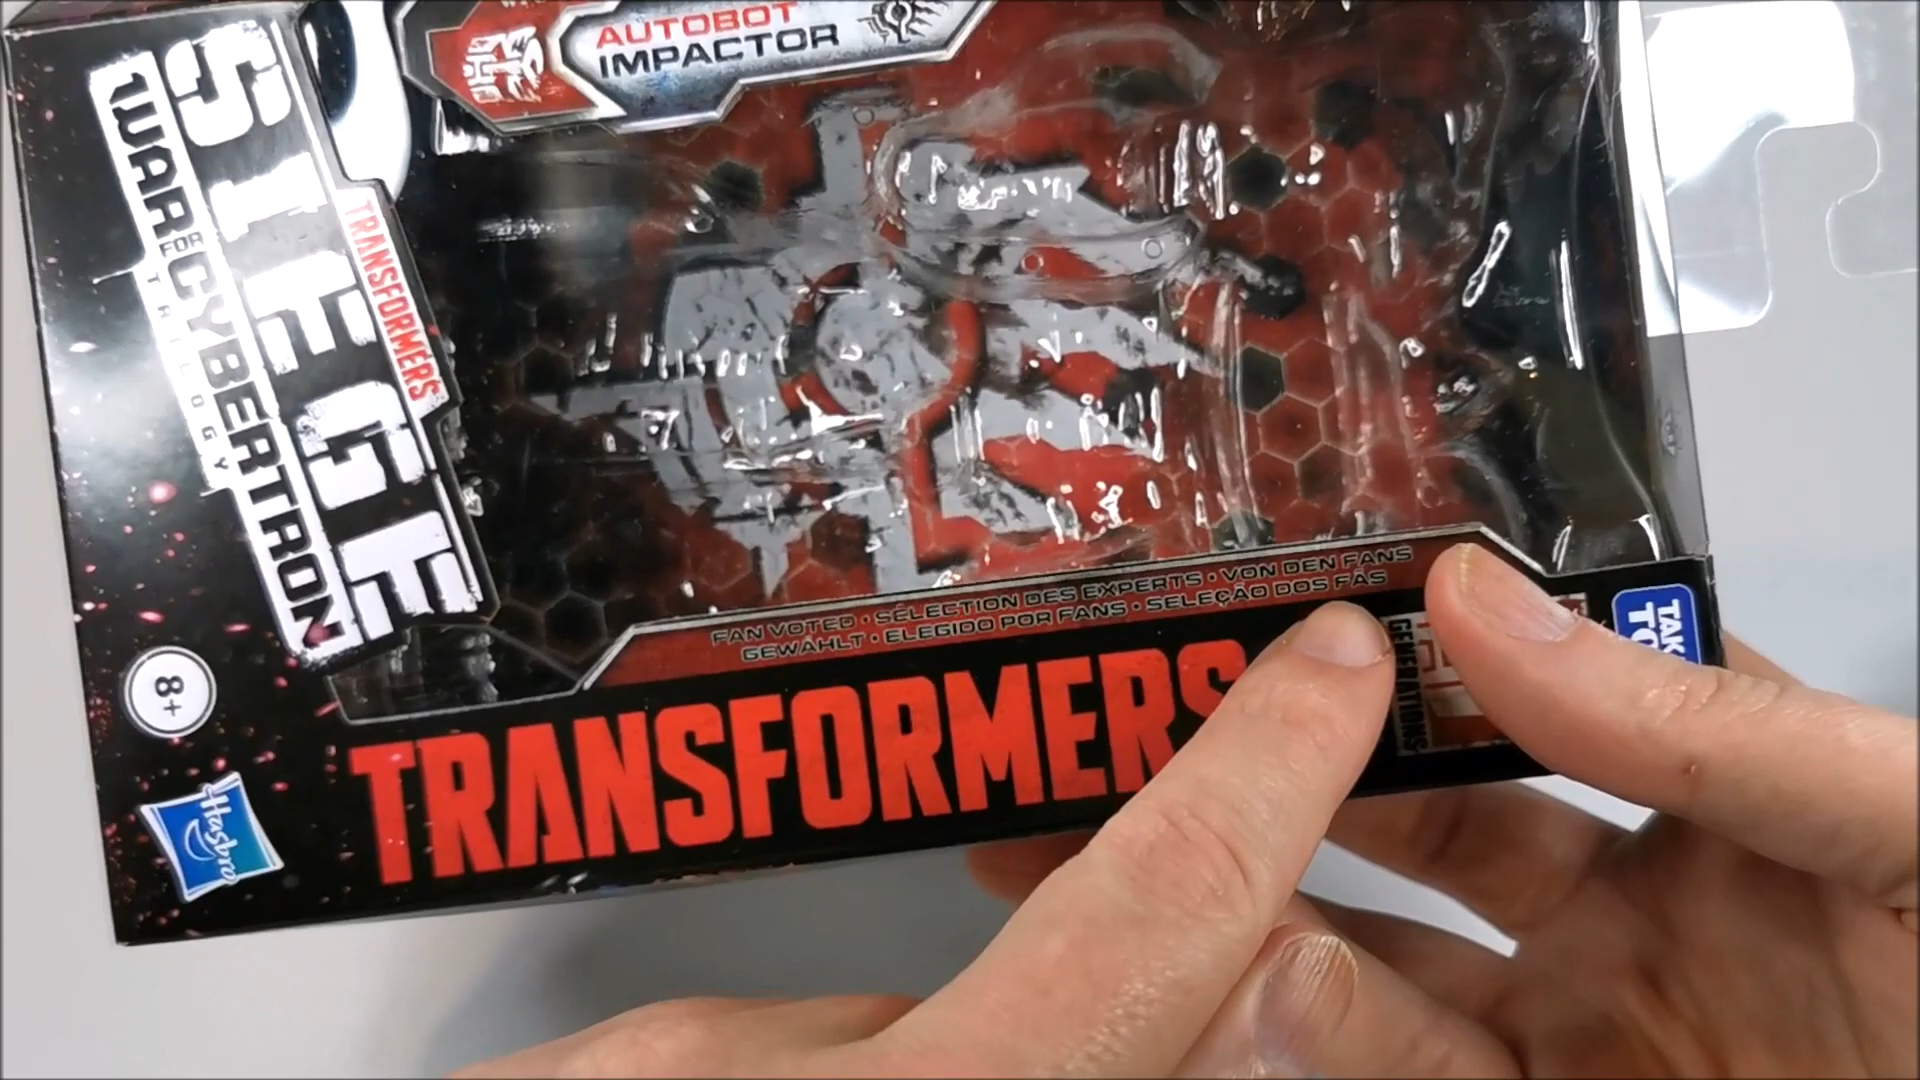 AUTOBOT
IMPACTOR
SIEGE
WAR FOR CYBERTRON
TRILOGY
TRANSFORMERS
FAN VOTED • SÉLECTION DES EXPERTS • VON DEN FANS
GEWÄHLT • ELEGIDO POR FANS • SELEÇÃO DOS FÃS
TRANSFORMERS
GENERATIONS
8+
Hasbro